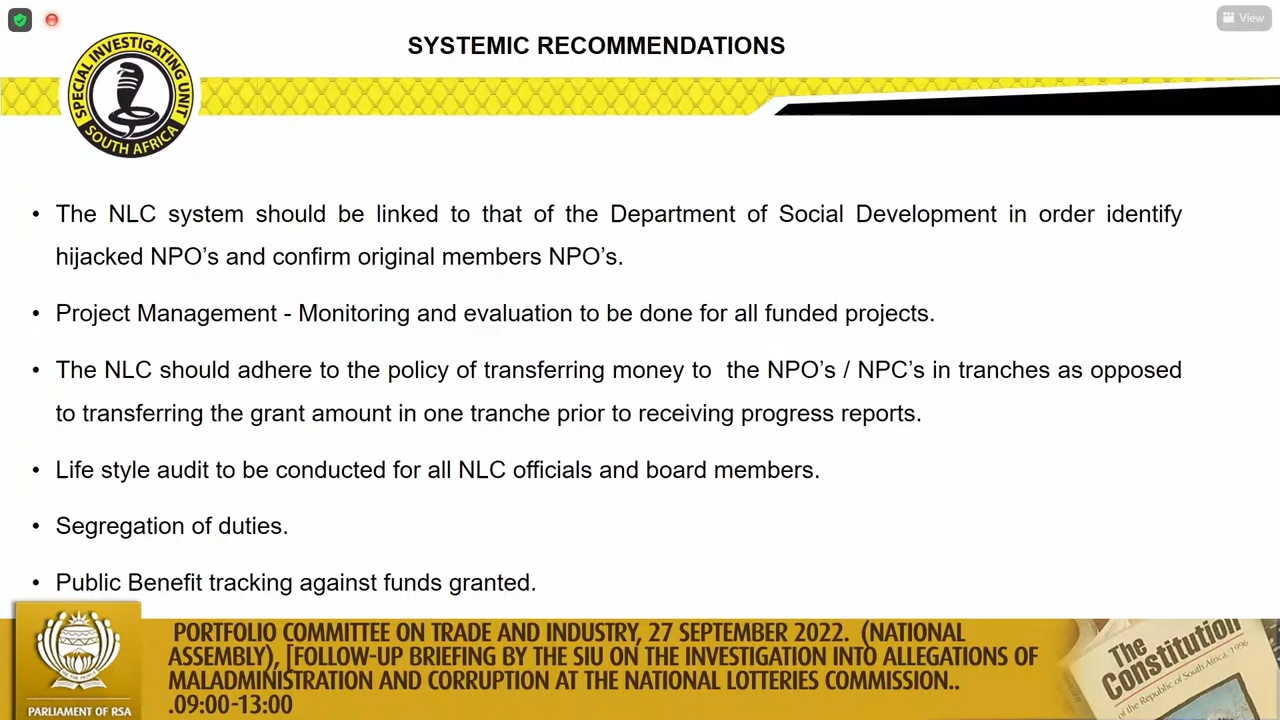 View
SYSTEMIC RECOMMENDATIONS
SPECIAL INVESTIGATING UNIT
SOUTH AFRICA
• The NLC system should be linked to that of the Department of Social Development in order identify
hijacked NPO’s and confirm original members NPO’s.
• Project Management - Monitoring and evaluation to be done for all funded projects.
• The NLC should adhere to the policy of transferring money to the NPO’s / NPC’s in tranches as opposed
to transferring the grant amount in one tranche prior to receiving progress reports.
• Life style audit to be conducted for all NLC officials and board members.
• Segregation of duties.
• Public Benefit tracking against funds granted.
PORTFOLIO COMMITTEE ON TRADE AND INDUSTRY, 27 SEPTEMBER 2022. (NATIONAL
ASSEMBLY), [FOLLOW-UP BRIEFING BY THE SIU ON THE INVESTIGATION INTO ALLEGATIONS OF
MALADMINISTRATION AND CORRUPTION AT THE NATIONAL LOTTERIES COMMISSION..
.09:00-13:00
PARLIAMENT OF RSA
The
Constitution
of the Republic of South Africa, 1996